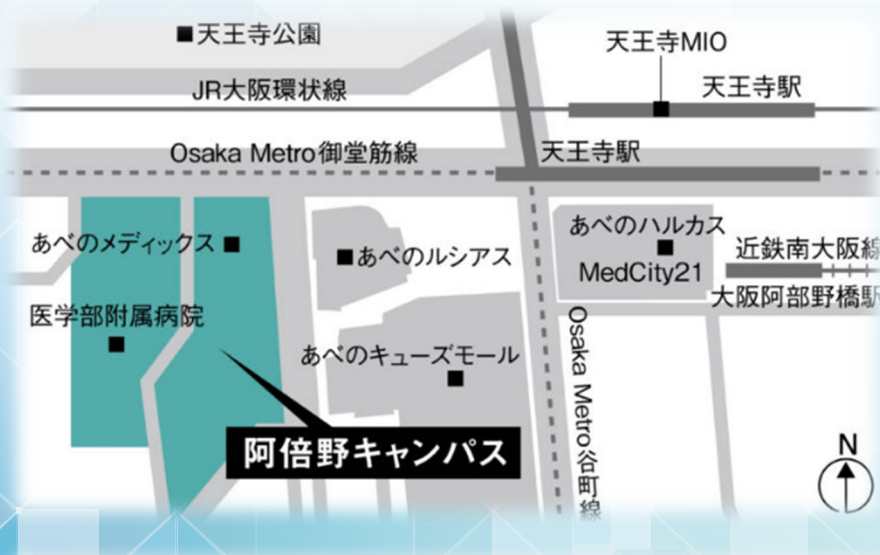 ■天王寺公園
天王寺MIO
JR大阪環状線
天王寺駅
Osaka Metro御堂筋線
天王寺駅
あべのメディックス■
■あべのルシアス
あべのハルカス
MedCity21
近鉄南大阪線
大阪阿部野橋駅
医学部附属病院
あべのキューズモール
Osaka Metro谷町線
阿倍野キャンパス
N